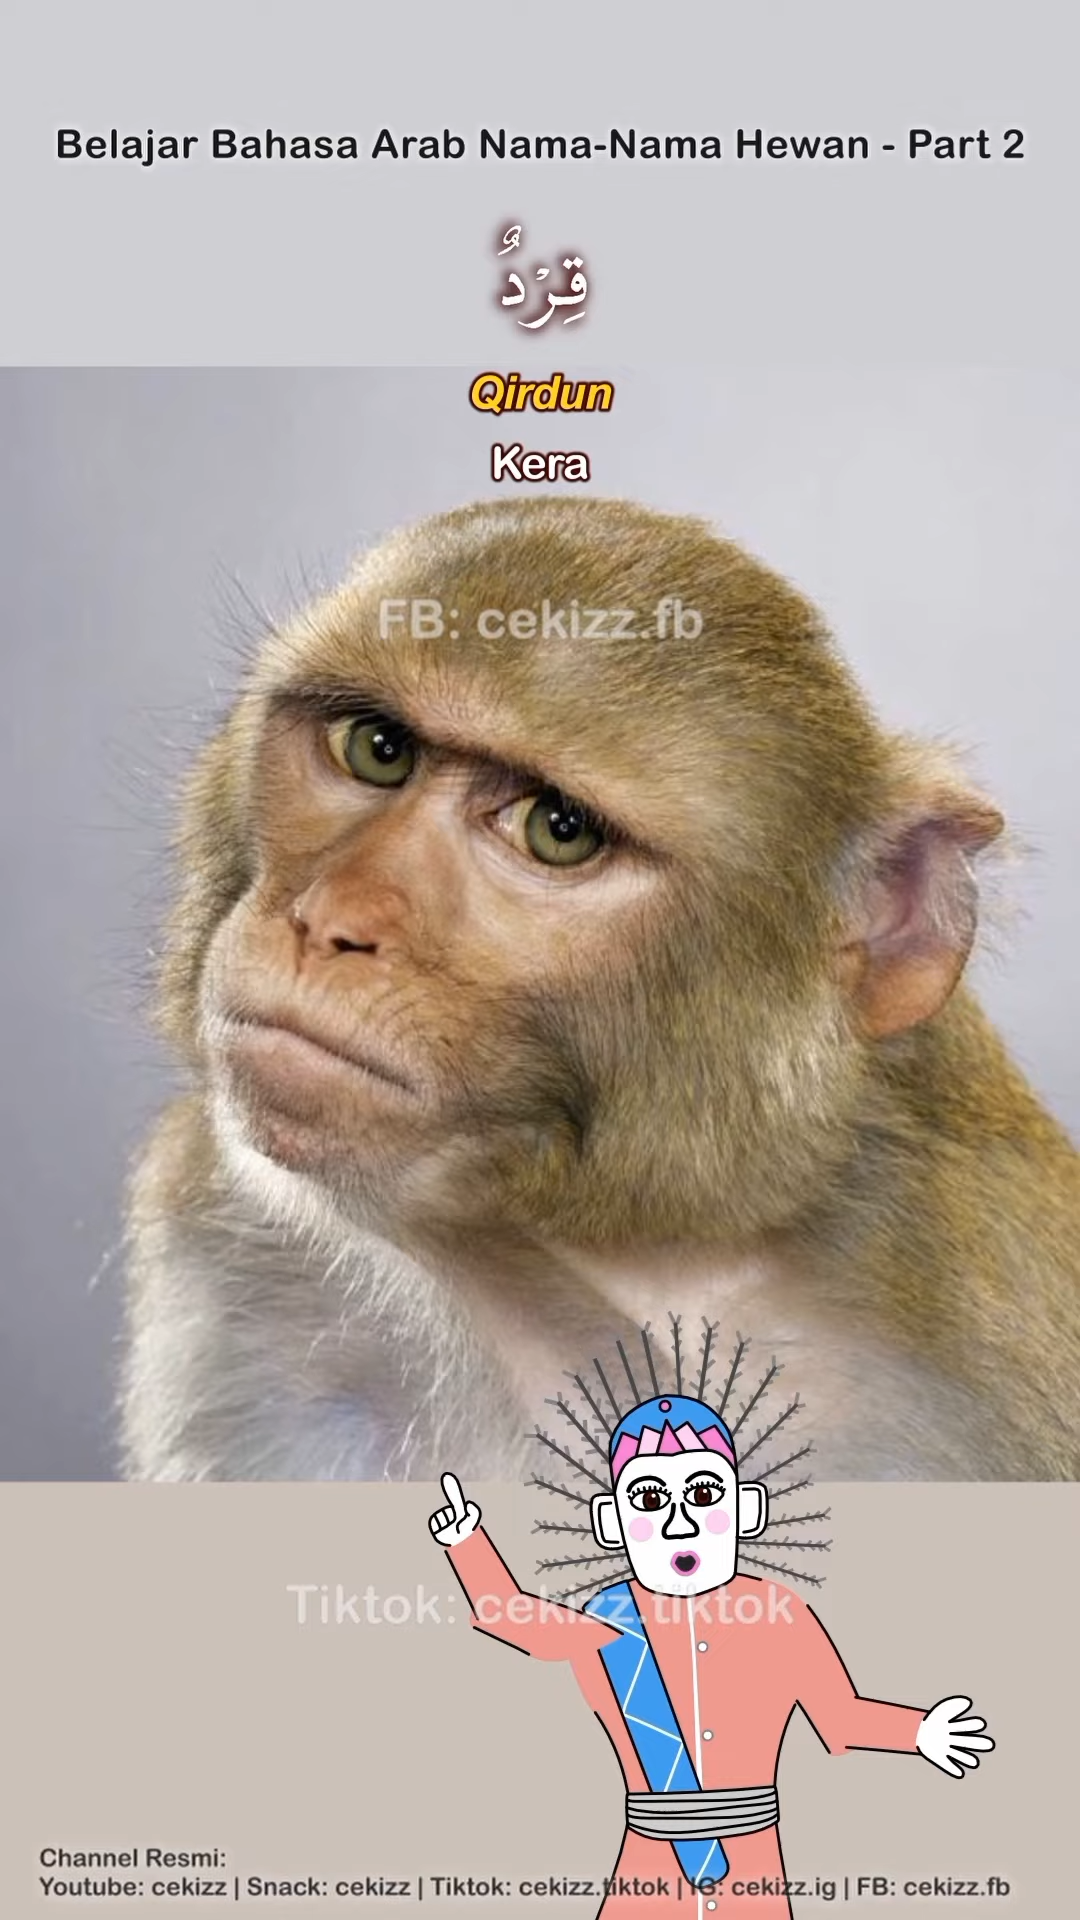 Belajar Bahasa Arab Nama-Nama Hewan - Part 2
قِرْدٌ
Qirdun
Kera
FB: cekizz.fb
Tiktok: cekizz.tiktok
Channel Resmi:
Youtube: cekizz | Snack: cekizz | Tiktok: cekizz.tiktok | IG: cekizz.ig | FB: cekizz.fb